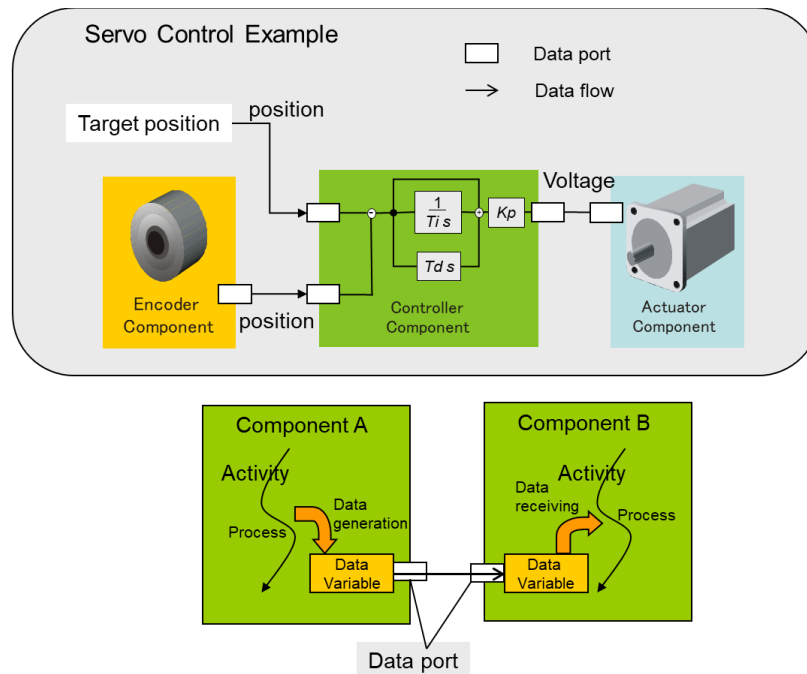 Servo Control Example
Data port
Data flow
position
Target position
Voltage
1
Ti s
Kp
Td s
-
+
Encoder
Component
position
Controller
Component
Actuator
Component
Component A
Component B
Activity
Activity
Data
generation
Data
receiving
Process
Process
Data
Variable
Data
Variable
Data port